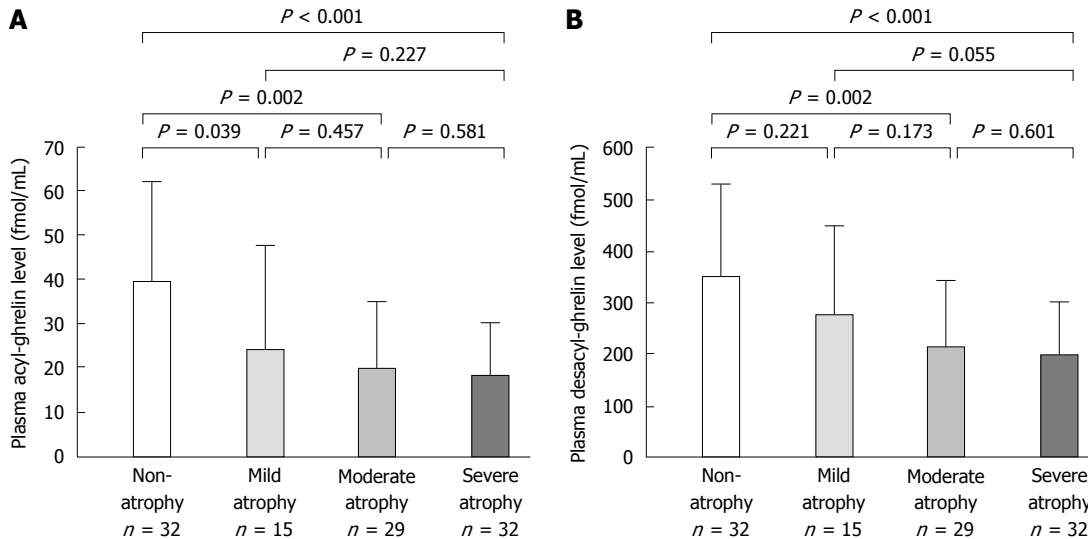 A
P < 0.001
P = 0.227
P = 0.002
P = 0.039 P = 0.457 P = 0.581
Plasma acyl-ghrelin level (fmol/mL)
70
60
50
40
30
20
10
0
Non-atrophy
n = 32
Mild
atrophy
n = 15
Moderate
atrophy
n = 29
Severe
atrophy
n = 32
B
P < 0.001
P = 0.055
P = 0.002
P = 0.221 P = 0.173 P = 0.601
Plasma desacyl-ghrelin level (fmol/mL)
600
500
400
300
200
100
0
Non-
atrophy
n = 32
Mild
atrophy
n = 15
Moderate
atrophy
n = 29
Severe
atrophy
n = 32